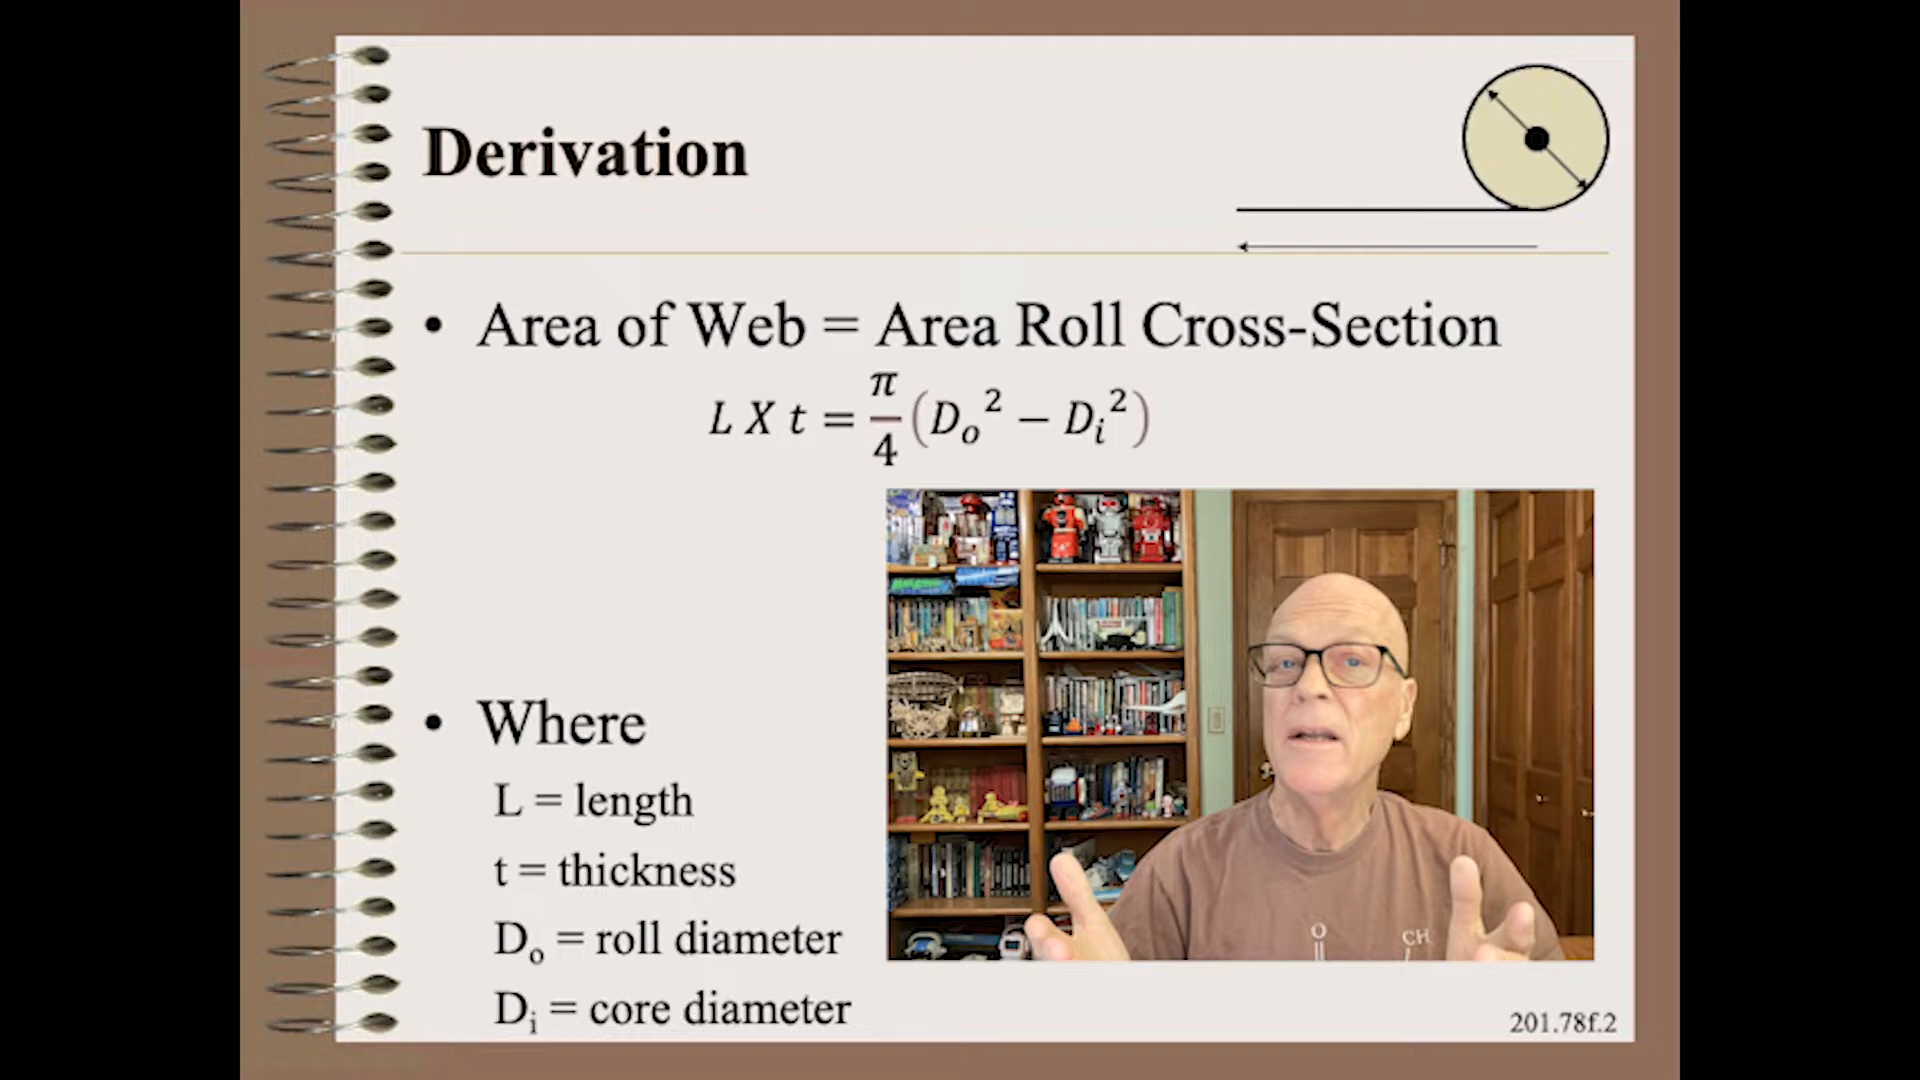 Derivation
• Area of Web = Area Roll Cross-Section
L X t = π/4 (Dₒ² − Dᵢ²)
• Where
L = length
t = thickness
Dₒ = roll diameter
Dᵢ = core diameter
O
CH
201.78f.2